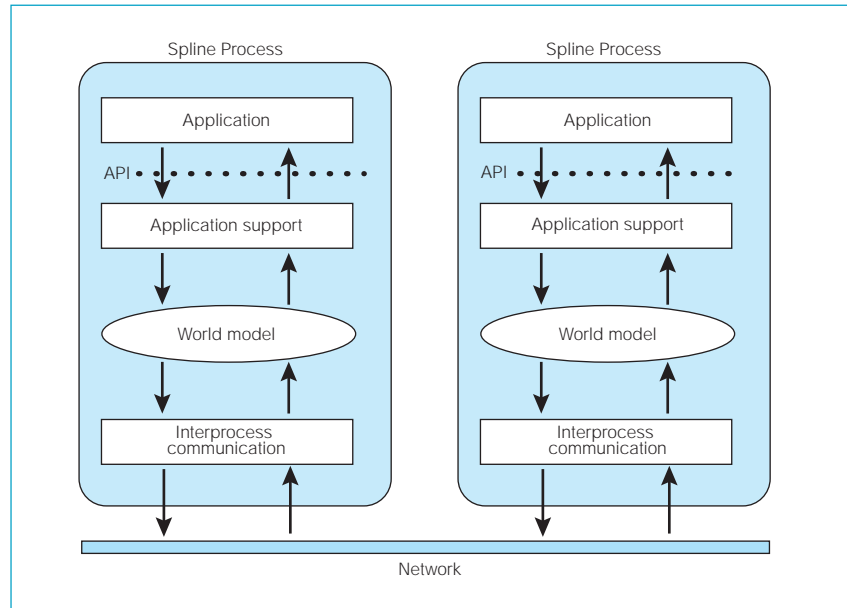 Spline Process
Application
API
Application support
World model
Interprocess
communication
Spline Process
Application
API
Application support
World model
Interprocess
communication
Network